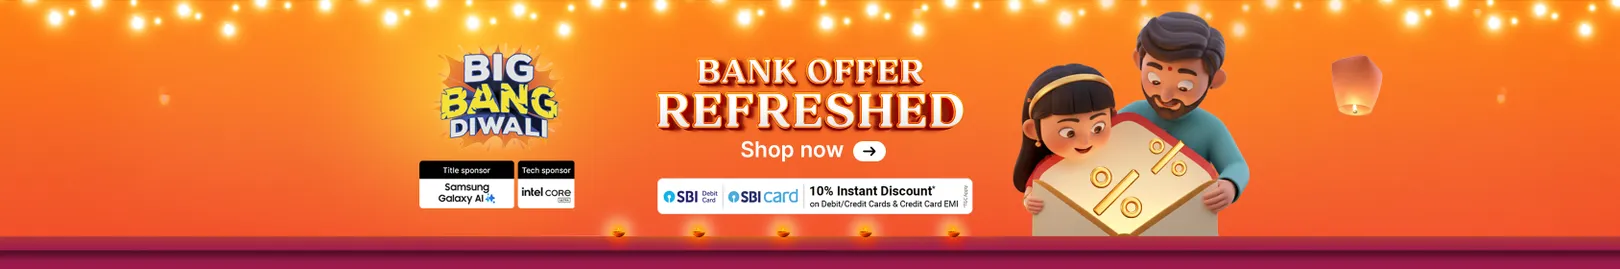 BIG
BANG
DIWALI
Title sponsor
Samsung
Galaxy AI
Tech sponsor
intel CORE
BANK OFFER
REFRESHED
Shop now
SBI Debit
Card
SBI card
10% Instant Discount*
on Debit/Credit Cards & Credit Card EMI